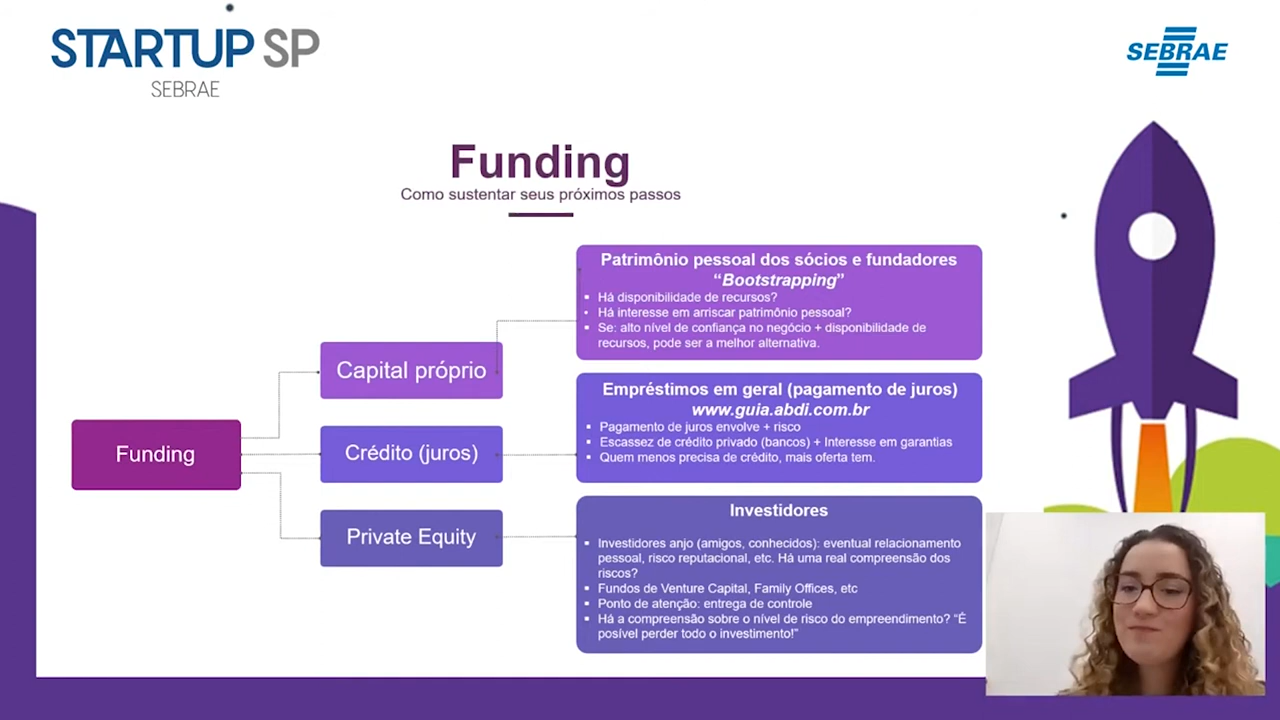 STARTUP SP
SEBRAE
SEBRAE
Funding
Como sustentar seus próximos passos
Funding
Capital próprio
Crédito (juros)
Private Equity
Patrimônio pessoal dos sócios e fundadores
“Bootstrapping”
▪ Há disponibilidade de recursos?
▪ Há interesse em arriscar patrimônio pessoal?
▪ Se: alto nível de confiança no negócio + disponibilidade de
recursos, pode ser a melhor alternativa.
Empréstimos em geral (pagamento de juros)
www.guia.abdi.com.br
▪ Pagamento de juros envolve + risco
▪ Escassez de crédito privado (bancos) + Interesse em garantias
▪ Quem menos precisa de crédito, mais oferta tem.
Investidores
▪ Investidores anjo (amigos, conhecidos): eventual relacionamento
pessoal, risco reputacional, etc. Há uma real compreensão dos
riscos?
▪ Fundos de Venture Capital, Family Offices, etc
▪ Ponto de atenção: entrega de controle
▪ Há a compreensão sobre o nível de risco do empreendimento? “É
posível perder todo o investimento!”